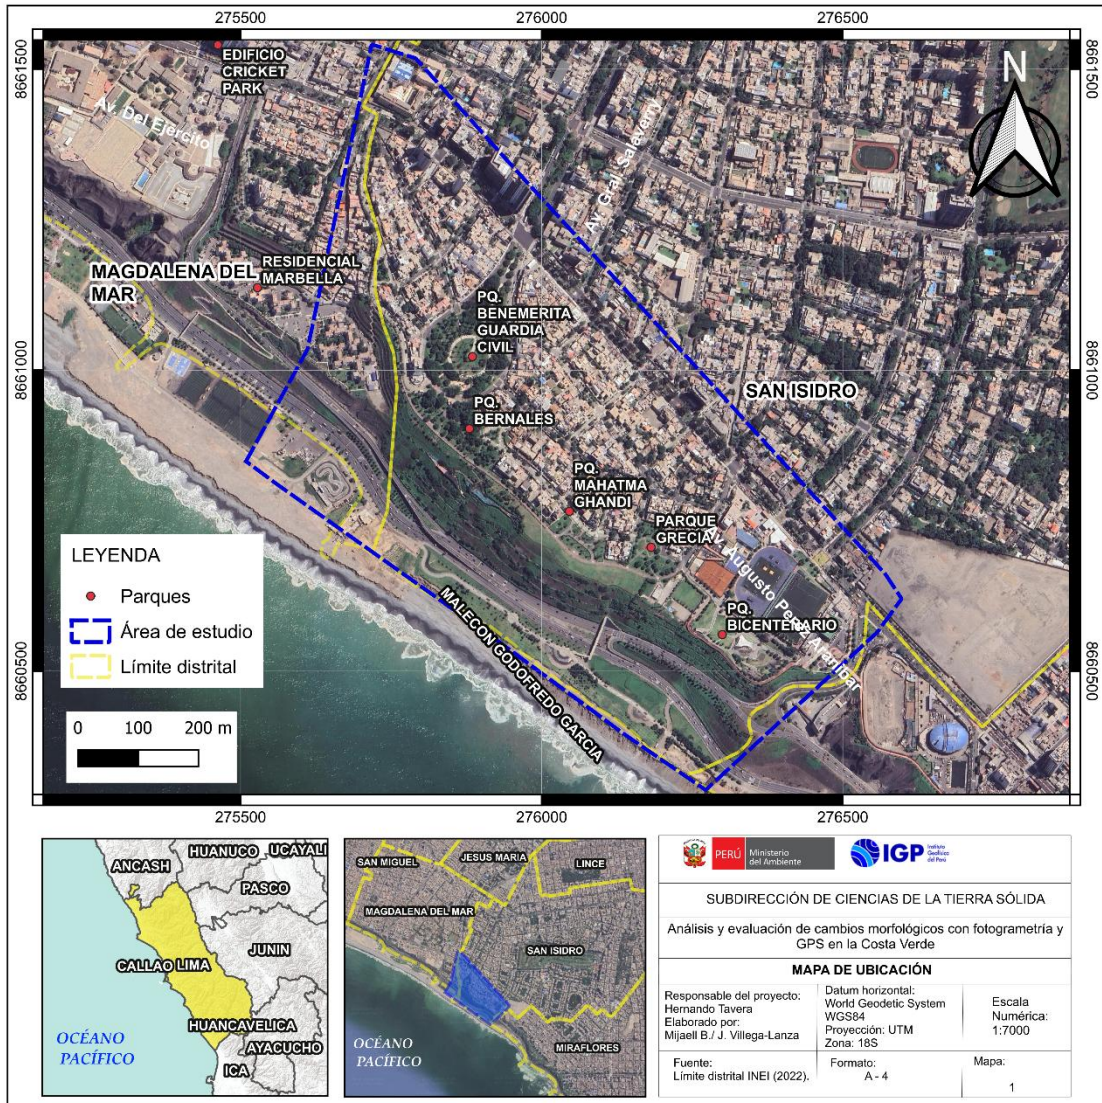 275500
276000
276500
8661500
8661500
EDIFICIO
CRICKET
PARK
Av. Del Ejercito
Av. Gral Salaverry
N
MAGDALENA DEL
MAR
RESIDENCIAL
MARBELLA
PQ.
BENEMERITA
GUARDIA
CIVIL
8661000
8661000
SAN ISIDRO
PQ.
BERNALES
PQ.
MAHATMA
GHANDI
PARQUE
GRECIA
Av. Augusto Perez Aranibar
PQ.
BICENTENARIO
MALECON GODOFREDO GARCIA
8660500
8660500
LEYENDA
Parques
Área de estudio
Límite distrital
0 100 200 m
275500
276000
276500
ANCASH
HUANUCO
UCAYALI
PASCO
JUNIN
CALLAO
LIMA
HUANCAVELICA
AYACUCHO
ICA
OCÉANO
PACÍFICO
SAN MIGUEL
JESUS MARIA
LINCE
MAGDALENA DEL MAR
SAN ISIDRO
MIRAFLORES
OCÉANO
PACÍFICO
PERÚ
Ministerio
del Ambiente
IGP
Instituto
Geofísico
del Perú
SUBDIRECCIÓN DE CIENCIAS DE LA TIERRA SÓLIDA
Análisis y evaluación de cambios morfológicos con fotogrametría y
GPS en la Costa Verde
MAPA DE UBICACIÓN
Responsable del proyecto:
Hernando Tavera
Elaborado por:
Mijaell B./ J. Villega-Lanza
Datum horizontal:
World Geodetic System
WGS84
Proyección: UTM
Zona: 18S
Escala
Numérica:
1:7000
Fuente:
Límite distrital INEI (2022).
Formato:
A - 4
Mapa:
1